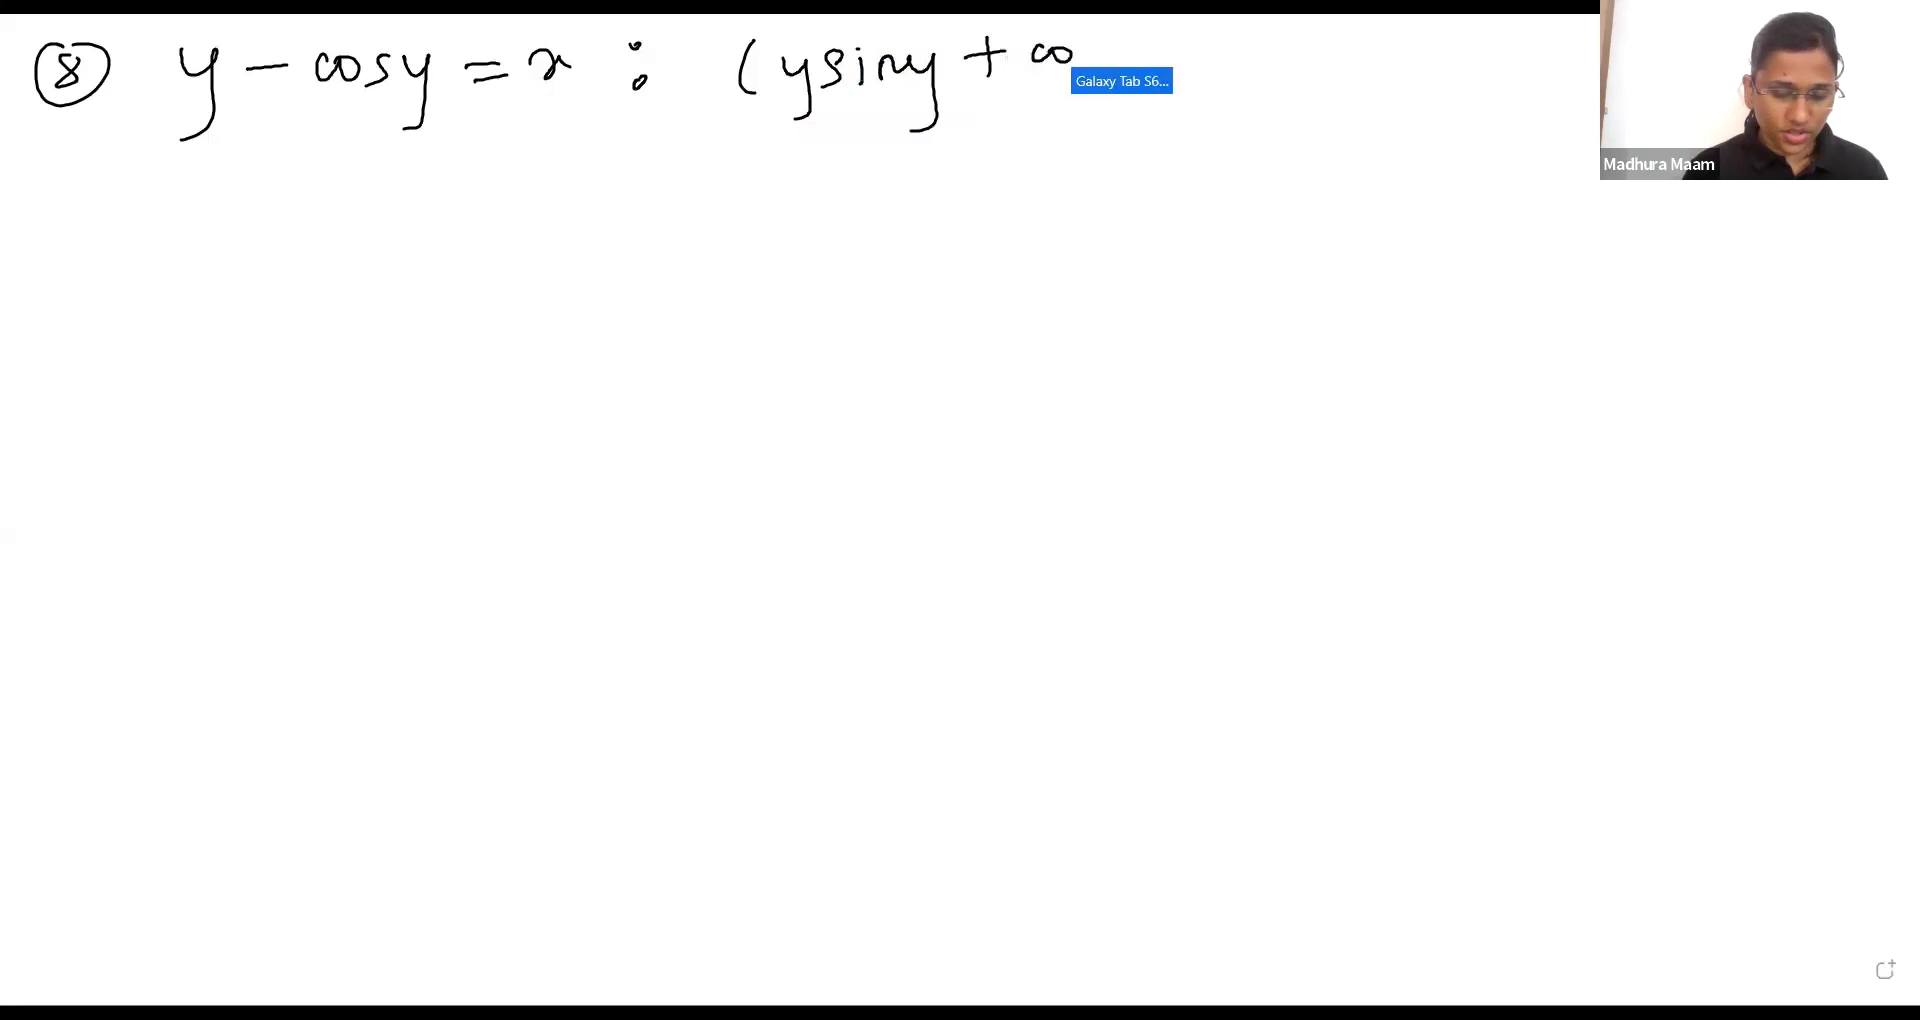 ⑧ y - cosy = x : (ysiny + co
Galaxy Tab S6...
Madhura Maam